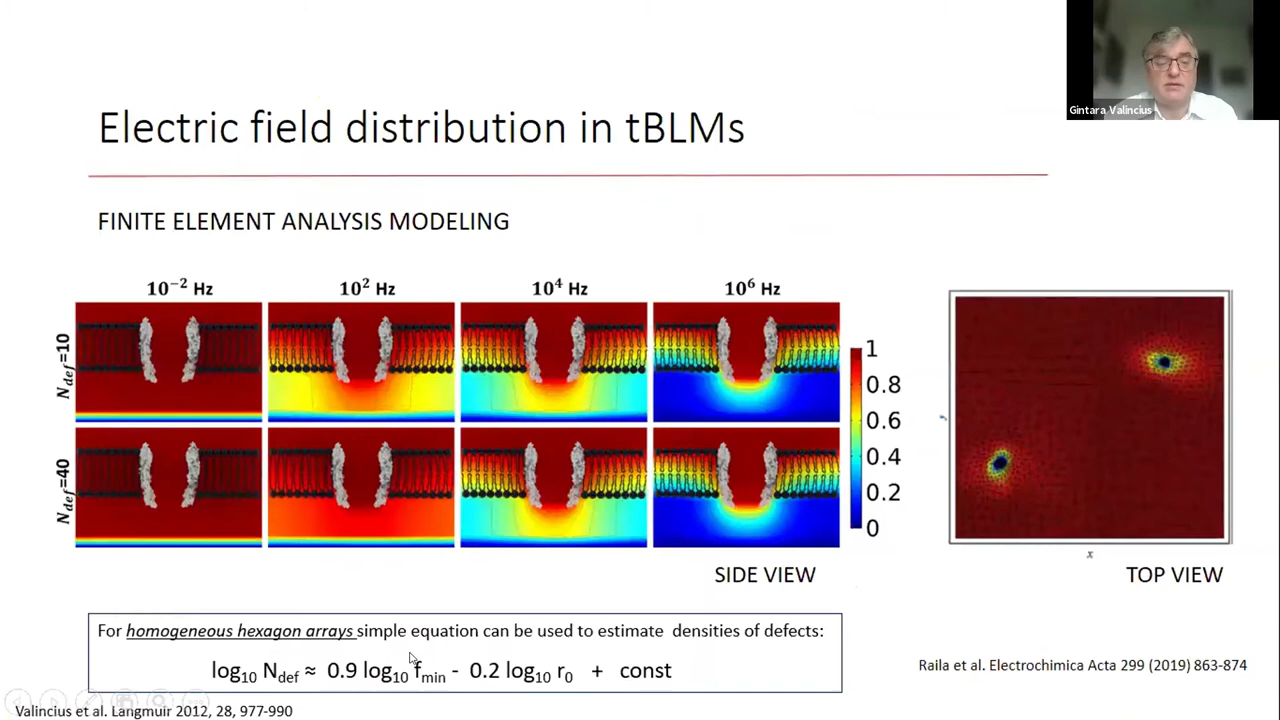 Gintara Valincius
Electric field distribution in tBLMs
FINITE ELEMENT ANALYSIS MODELING
10⁻² Hz
10² Hz
10⁴ Hz
10⁶ Hz
N_def=10
N_def=40
1
0.8
0.6
0.4
0.2
0
x
SIDE VIEW
TOP VIEW
For homogeneous hexagon arrays simple equation can be used to estimate densities of defects:
log₁₀ N_def ≈ 0.9 log₁₀ f_min - 0.2 log₁₀ r₀ + const
Raila et al. Electrochimica Acta 299 (2019) 863-874
Valincius et al. Langmuir 2012, 28, 977-990